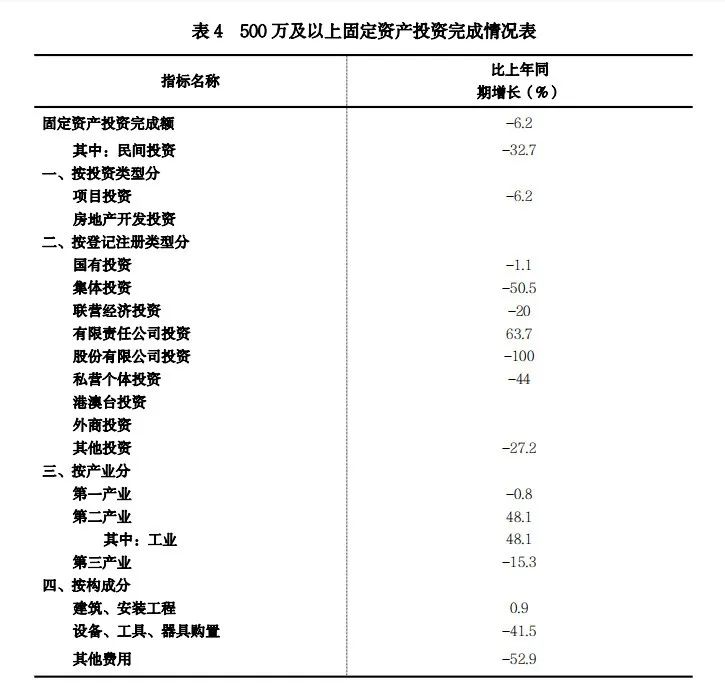 表4 500万及以上固定资产投资完成情况表
指标名称
比上年同
期增长（%）
固定资产投资完成额 -6.2
其中：民间投资 -32.7
一、按投资类型分
项目投资 -6.2
房地产开发投资
二、按登记注册类型分
国有投资 -1.1
集体投资 -50.5
联营经济投资 -20
有限责任公司投资 63.7
股份有限公司投资 -100
私营个体投资 -44
港澳台投资
外商投资
其他投资 -27.2
三、按产业分
第一产业 -0.8
第二产业 48.1
其中：工业 48.1
第三产业 -15.3
四、按构成分
建筑、安装工程 0.9
设备、工具、器具购置 -41.5
其他费用 -52.9